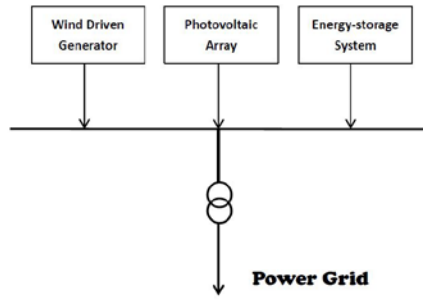 Wind Driven
Generator
Photovoltaic
Array
Energy-storage
System
Power Grid